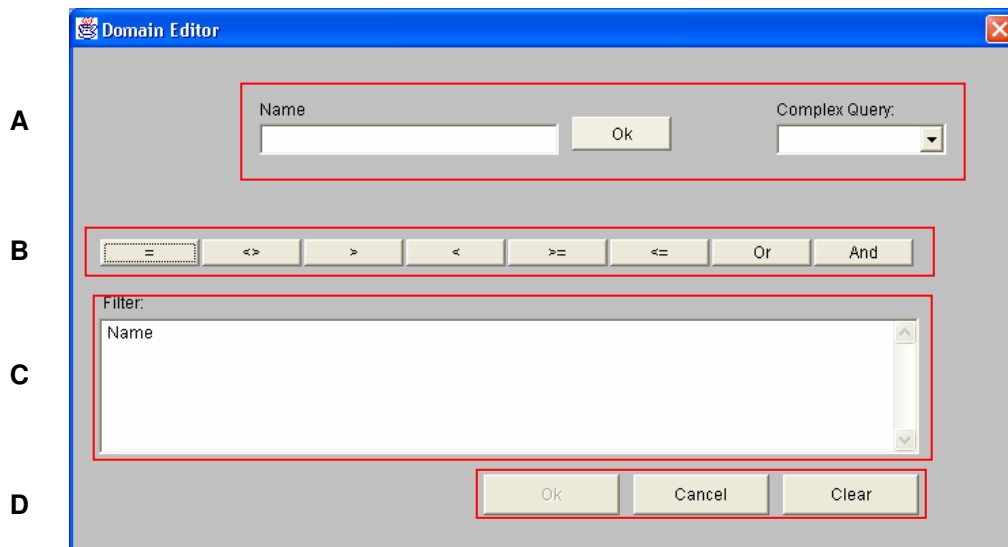 Domain Editor
A
Name
Complex Query:
Ok
B
= <> > < >= <= Or And
Filter:
Name
C
D
Ok Cancel Clear